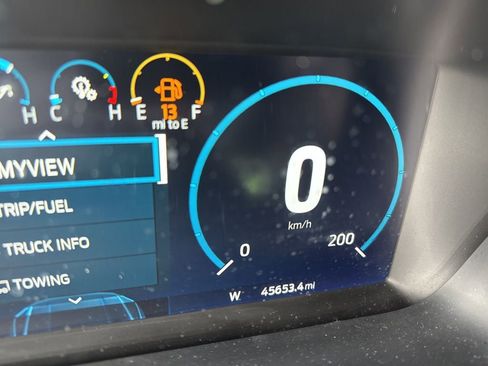 H C H E F
13
mi to E
MYVIEW
TRIP/FUEL
TRUCK INFO
TOWING
0
km/h
0 200
W 45653.4 mi